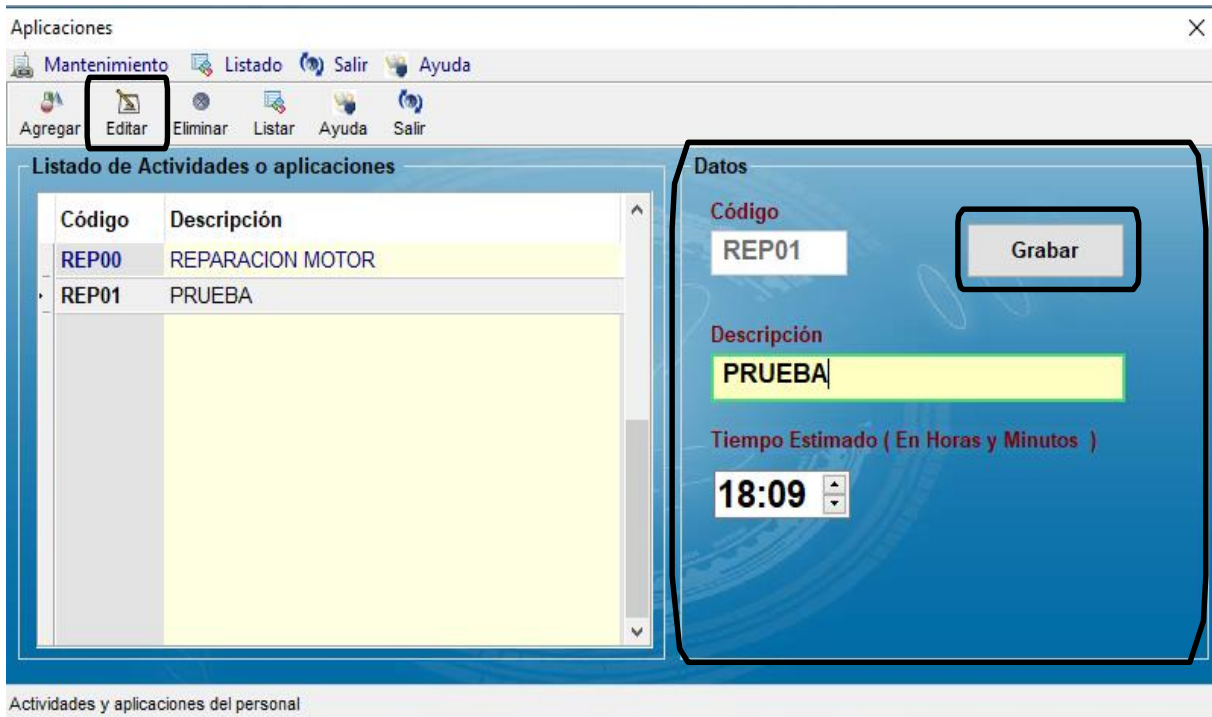 Aplicaciones
Mantenimiento Listado Salir Ayuda
Agregar Editar Eliminar Listar Ayuda Salir
Listado de Actividades o aplicaciones
Código Descripción
REP00 REPARACION MOTOR
REP01 PRUEBA
Datos
Código
REP01 Grabar
Descripción
PRUEBA
Tiempo Estimado ( En Horas y Minutos )
18:09
Actividades y aplicaciones del personal